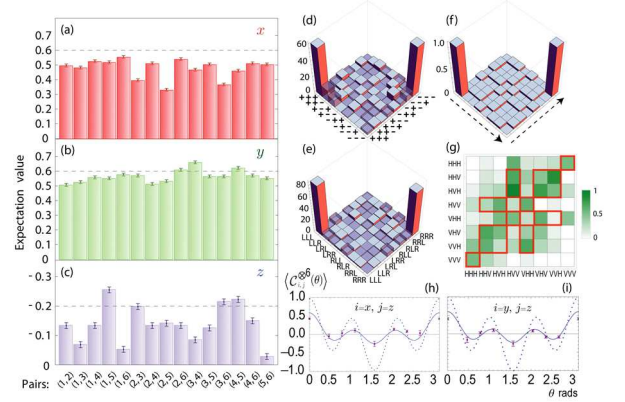 (a)
x
0.7
0.6
0.5
0.4
0.3
0.2
0.1
0
(b)
y
0.7
0.6
0.5
0.4
0.3
0.2
0.1
0
(c)
z
-0.3
-0.2
-0.1
0
Expectation value
Pairs:
(1,2)
(1,3)
(1,4)
(1,5)
(1,6)
(2,3)
(2,4)
(2,5)
(2,6)
(3,4)
(3,5)
(3,6)
(4,5)
(4,6)
(5,6)
(d)
80
60
40
20
0
(e)
80
60
40
20
0
LLL
LLR
LRL
LRR
RLL
RLR
RRL
RRR
LLL
LLR
LRL
LRR
RLL
RLR
RRL
RRR
(f)
1.0
0.5
0
(g)
HHH
HHV
HVH
HVV
VHH
VHV
VVH
VVV
HHH HHV HVH HVV VHH VHV VVH VVV
1
0.5
0
⟨C⊗6 i,j (θ)⟩
(h)
i=x, j=z
1.0
0.5
0.0
-0.5
-1.0
0 0.5 1 1.5 2 2.5 3
(i)
i=y, j=z
0 0.5 1 1.5 2 2.5 3
θ rads